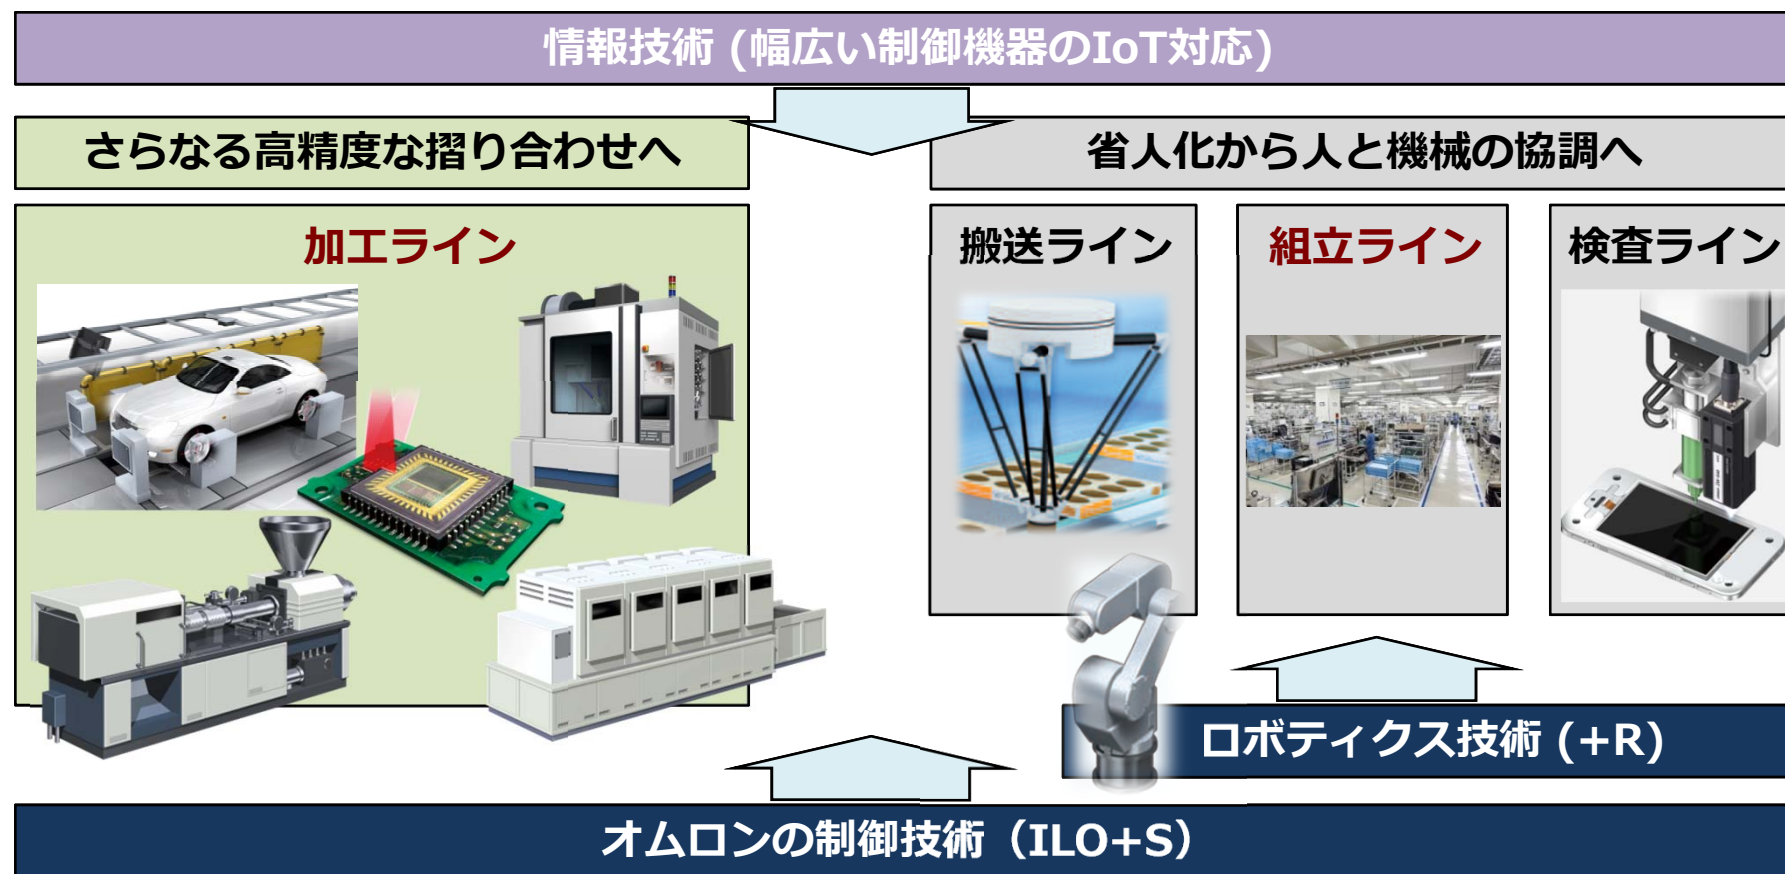 情報技術 (幅広い制御機器のIoT対応)
さらなる高精度な摺り合わせへ
省人化から人と機械の協調へ
加工ライン
搬送ライン
組立ライン
検査ライン
ロボティクス技術 (+R)
オムロンの制御技術（ILO+S）